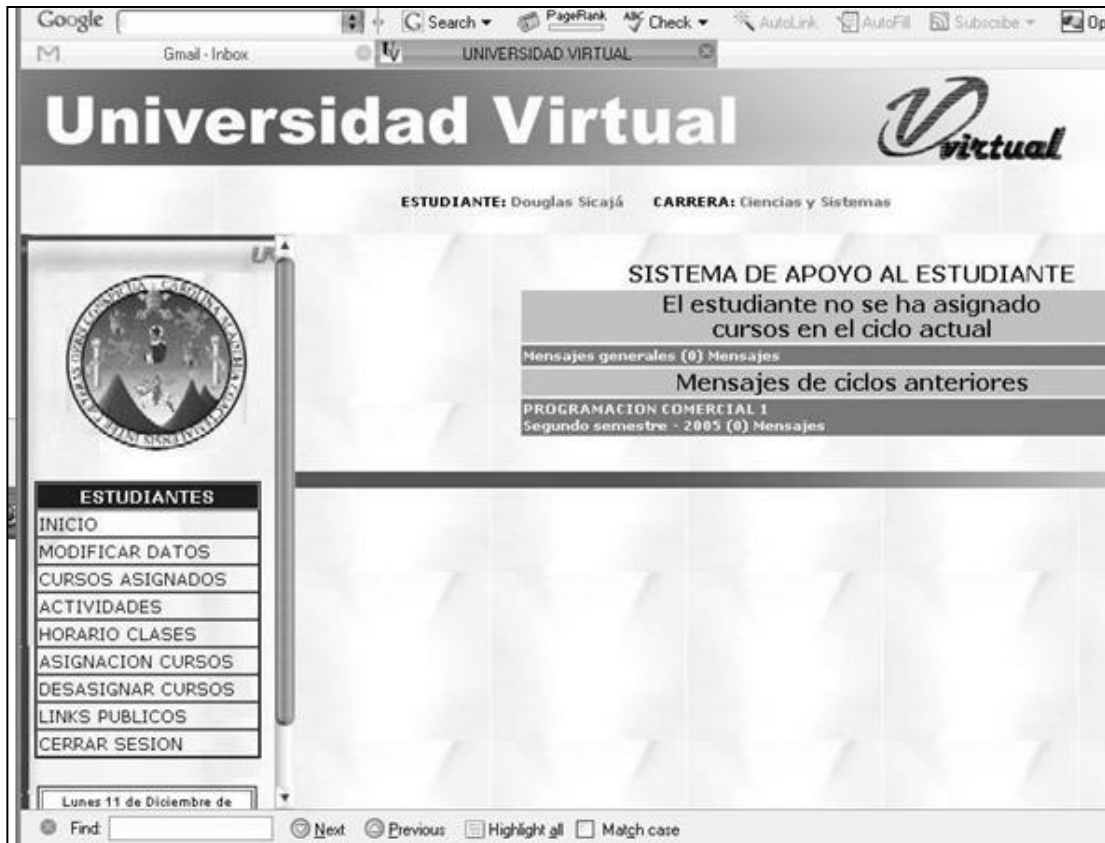 Google Search PageRank ABC Check AutoLink AutoFill Subscribe Op
Gmail - Inbox UV UNIVERSIDAD VIRTUAL
Universidad Virtual
Virtual
ESTUDIANTE: Douglas Sicajá CARRERA: Ciencias y Sistemas
SISTEMA DE APOYO AL ESTUDIANTE
El estudiante no se ha asignado
cursos en el ciclo actual
Mensajes generales (0) Mensajes
Mensajes de ciclos anteriores
PROGRAMACION COMERCIAL 1
Segundo semestre - 2005 (0) Mensajes
ESTUDIANTES
INICIO
MODIFICAR DATOS
CURSOS ASIGNADOS
ACTIVIDADES
HORARIO CLASES
ASIGNACION CURSOS
DESASIGNAR CURSOS
LINKS PUBLICOS
CERRAR SESION
Lunes 11 de Diciembre de
Find: Next Previous Highlight all Match case